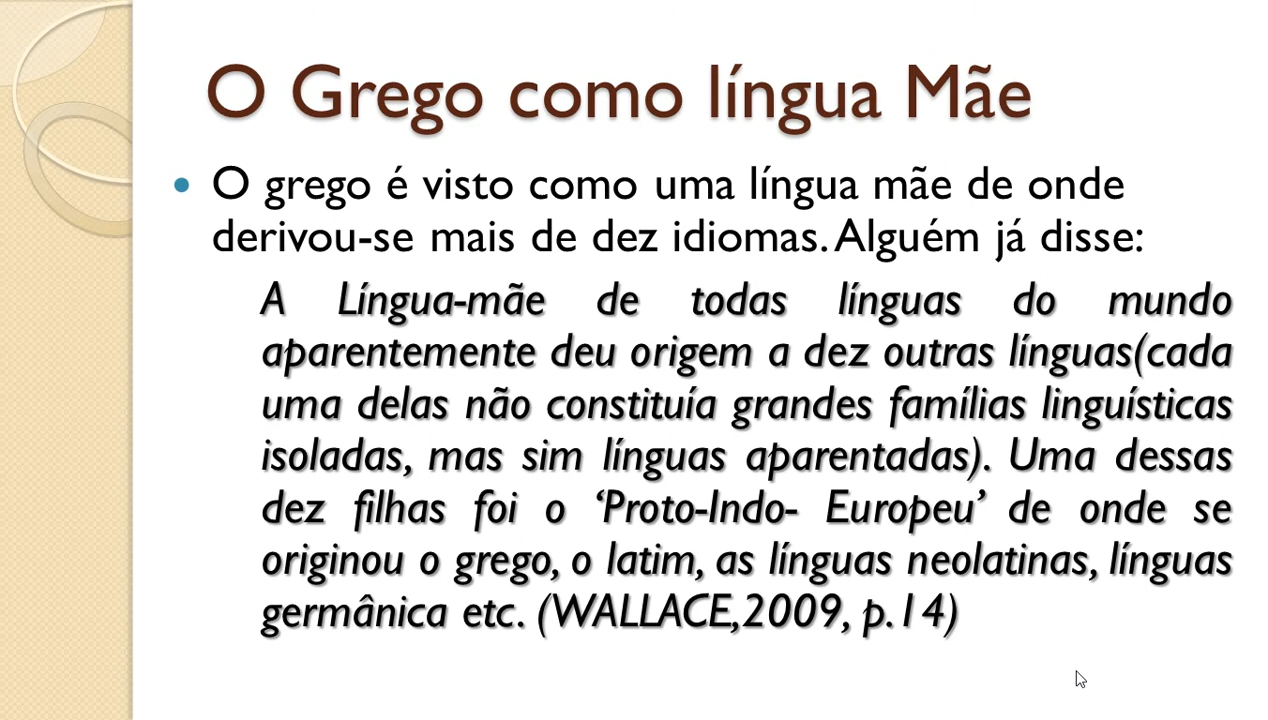 O Grego como língua Mãe
• O grego é visto como uma língua mãe de onde
derivou-se mais de dez idiomas. Alguém já disse:
A Língua-mãe de todas línguas do mundo
aparentemente deu origem a dez outras línguas(cada
uma delas não constituía grandes famílias linguísticas
isoladas, mas sim línguas aparentadas). Uma dessas
dez filhas foi o ‘Proto-Indo- Europeu’ de onde se
originou o grego, o latim, as línguas neolatinas, línguas
germânica etc. (WALLACE,2009, p.14)